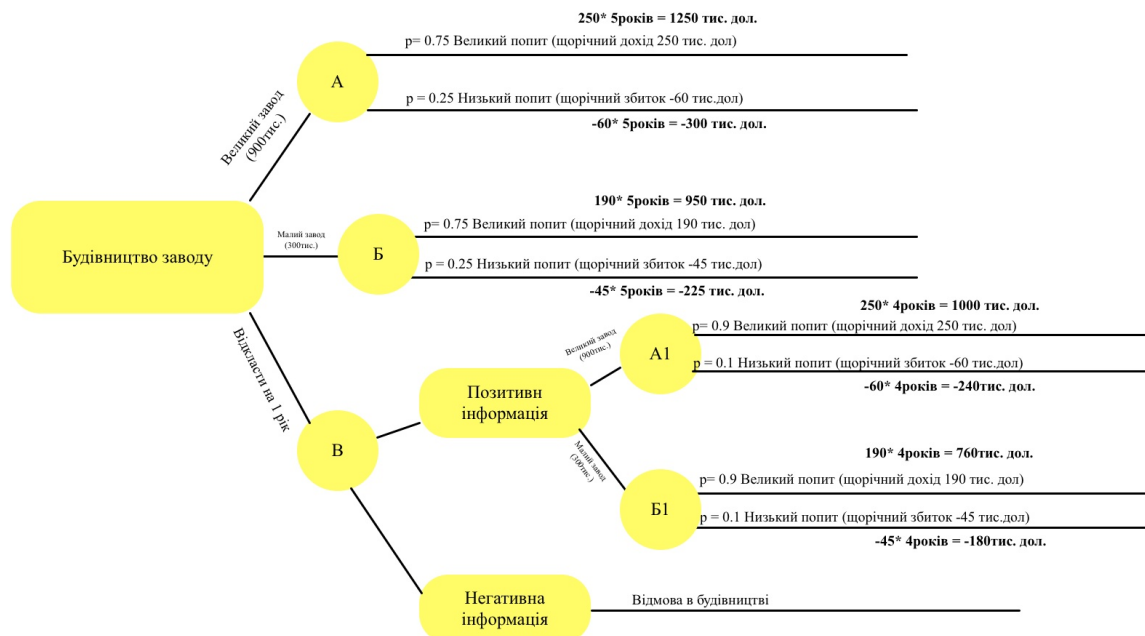 250* 5років = 1250 тис. дол.
p= 0.75 Великий попит (щорічний дохід 250 тис. дол)
А
p = 0.25 Низький попит (щорічний збиток -60 тис.дол)
-60* 5років = -300 тис. дол.
Великий завод
(900тис.)
190* 5років = 950 тис. дол.
p= 0.75 Великий попит (щорічний дохід 190 тис. дол)
Малий завод
(300тис.)
Будівництво заводу
Б
p = 0.25 Низький попит (щорічний збиток -45 тис.дол)
-45* 5років = -225 тис. дол.
250* 4років = 1000 тис. дол.
p= 0.9 Великий попит (щорічний дохід 250 тис. дол)
Великий завод
(900тис.)
А1
p = 0.1 Низький попит (щорічний збиток -60 тис.дол)
-60* 4років = -240тис. дол.
Відкласти на 1 рік
Позитивн
інформація
В
Малий завод
(300тис.)
190* 4років = 760тис. дол.
p= 0.9 Великий попит (щорічний дохід 190 тис. дол)
Б1
p = 0.1 Низький попит (щорічний збиток -45 тис.дол)
-45* 4років = -180тис. дол.
Негативна
інформація
Відмова в будівництві